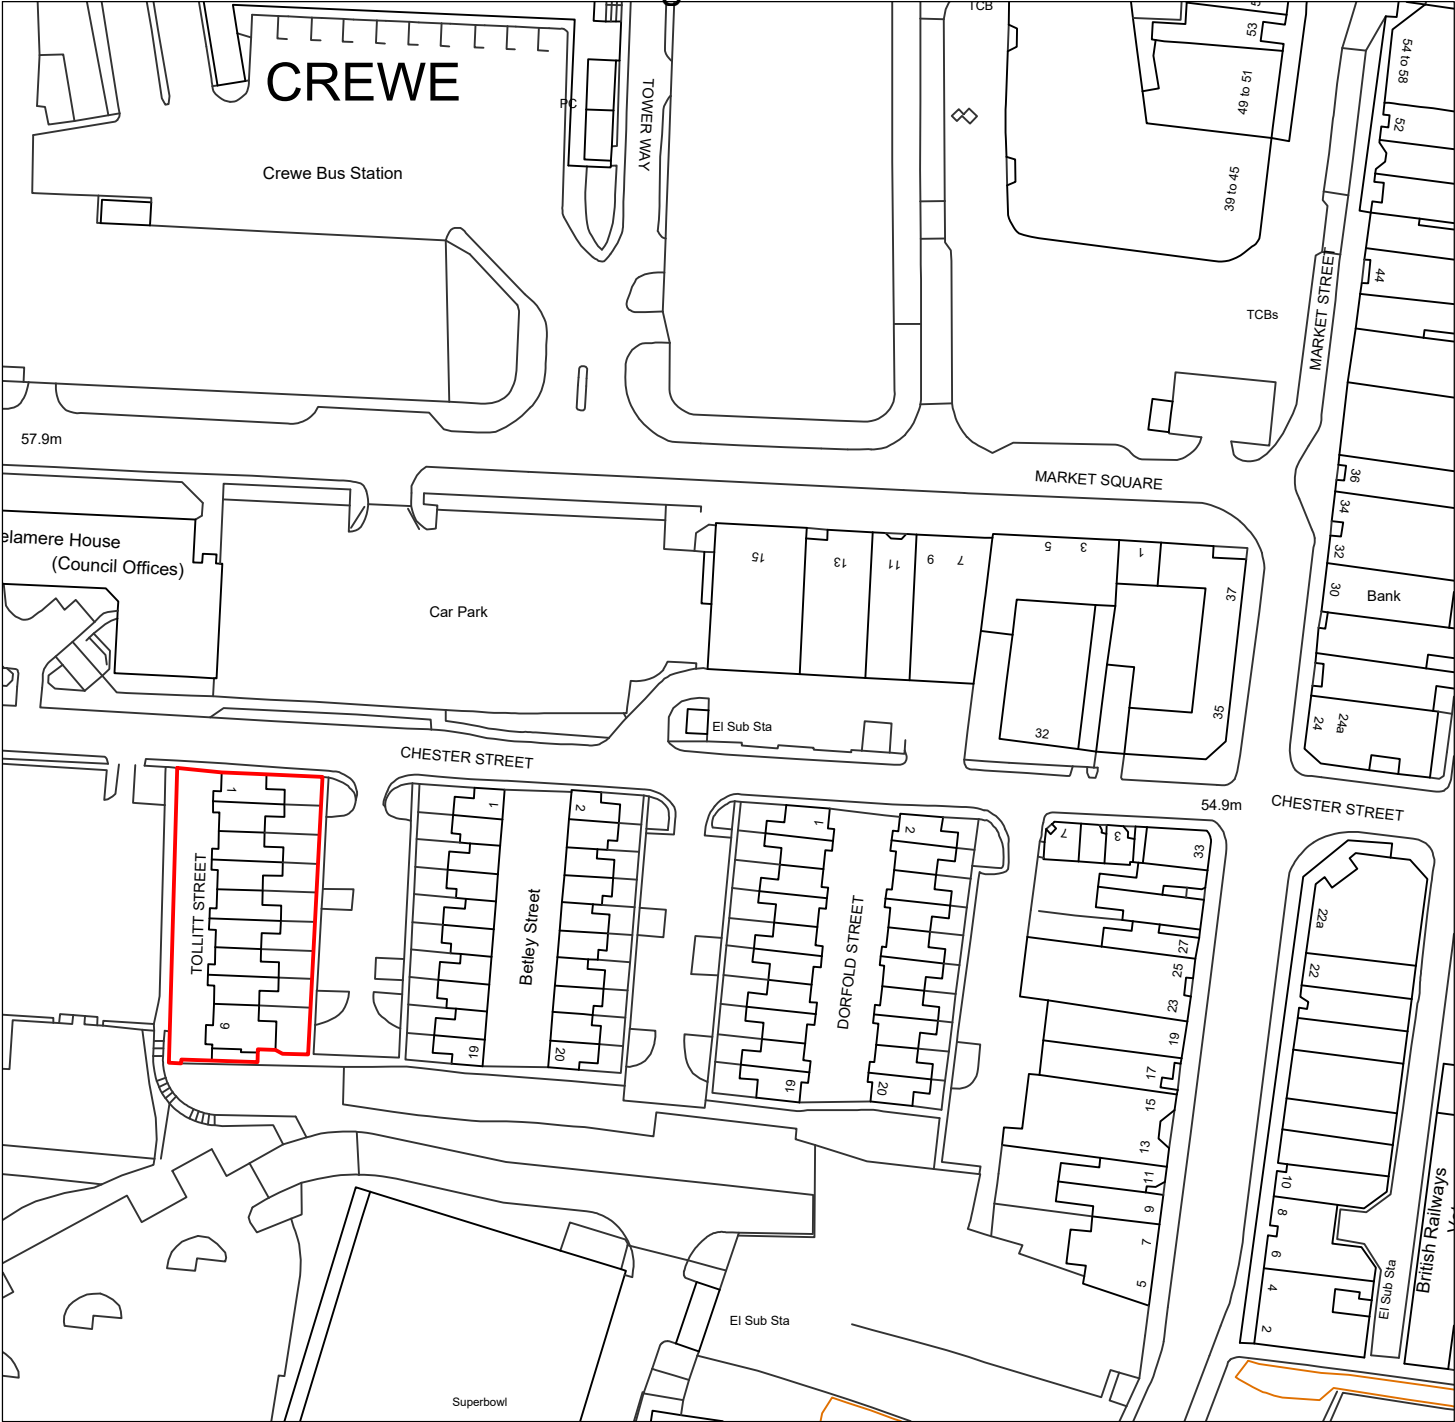 TCB
53
54 to 58
CREWE
PC
TOWER WAY
49 to 51
52
Crewe Bus Station
39 to 45
MARKET STREET
44
TCBs
57.9m
MARKET SQUARE
36
34
elamere House
(Council Offices)
15
13
11
9
7
5
3
1
37
32
30
Bank
Car Park
35
24
24a
El Sub Sta
32
CHESTER STREET
54.9m
CHESTER STREET
1
1
2
1
2
7
3
33
TOLLITT STREET
Betley Street
DORFOLD STREET
22a
27
25
22
23
9
19
20
19
20
19
17
15
13
11
10
9
8
7
6
5
4
2
British Railways
El Sub Sta
El Sub Sta
Superbowl